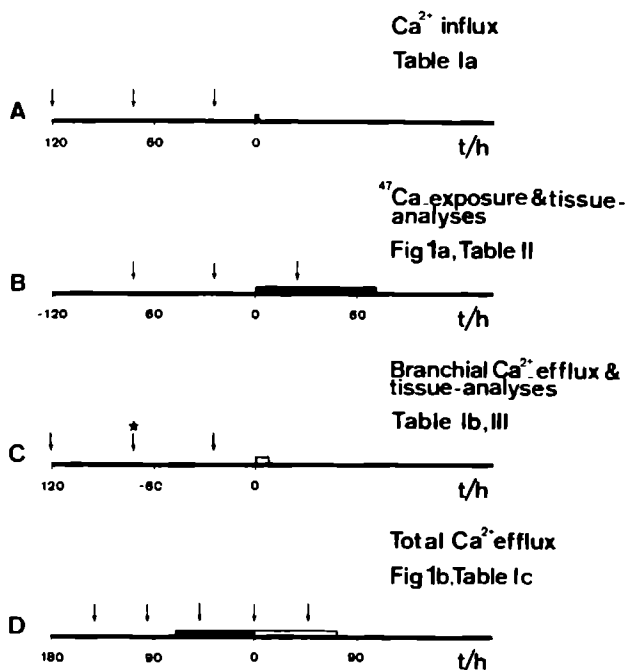 Ca²⁺ influx
Table Ia
A
120 60 0
t/h
⁴⁷Ca-exposure & tissue-
analyses
Fig 1a, Table II
B
-120 60 0 60
t/h
Branchial Ca²⁺-efflux &
tissue-analyses
Table Ib, III
★
C
120 -60 0
t/h
Total Ca²⁺efflux
Fig 1b, Table Ic
D
180 90 0 90
t/h